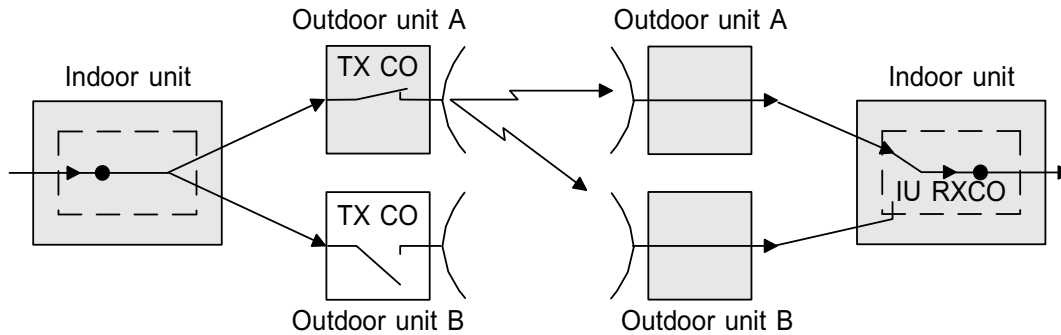 Outdoor unit A
Outdoor unit A
Indoor unit
TX CO
Indoor unit
TX CO
IU RXCO
Outdoor unit B
Outdoor unit B